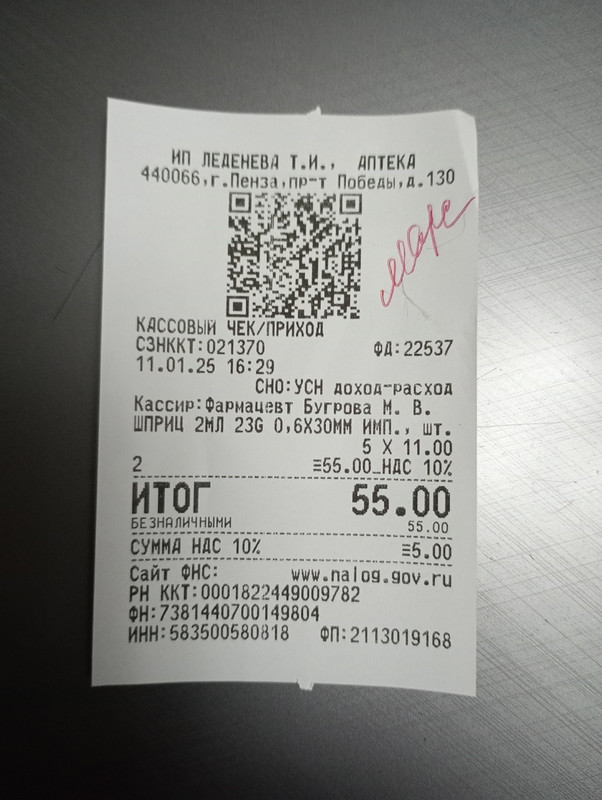 ИП ЛЕДЕНЕВА Т.И., АПТЕКА
440066,г.Пенза,пр-т Победы,д.130
Марс
КАССОВЫЙ ЧЕК/ПРИХОД
СЗНККТ:021370 ФД:22537
11.01.25 16:29
СНО:УСН доход-расход
Кассир:Фармацевт Бугрова М. В.
ШПРИЦ 2МЛ 23G 0,6Х30ММ ИМП., шт.
5 X 11.00
2 ≡55.00_НДС 10%
ИТОГ 55.00
БЕЗНАЛИЧНЫМИ 55.00
СУММА НДС 10% ≡5.00
Сайт ФНС: www.nalog.gov.ru
РН ККТ:0001822449009782
ФН:7381440700149804
ИНН:583500580818 ФП:2113019168